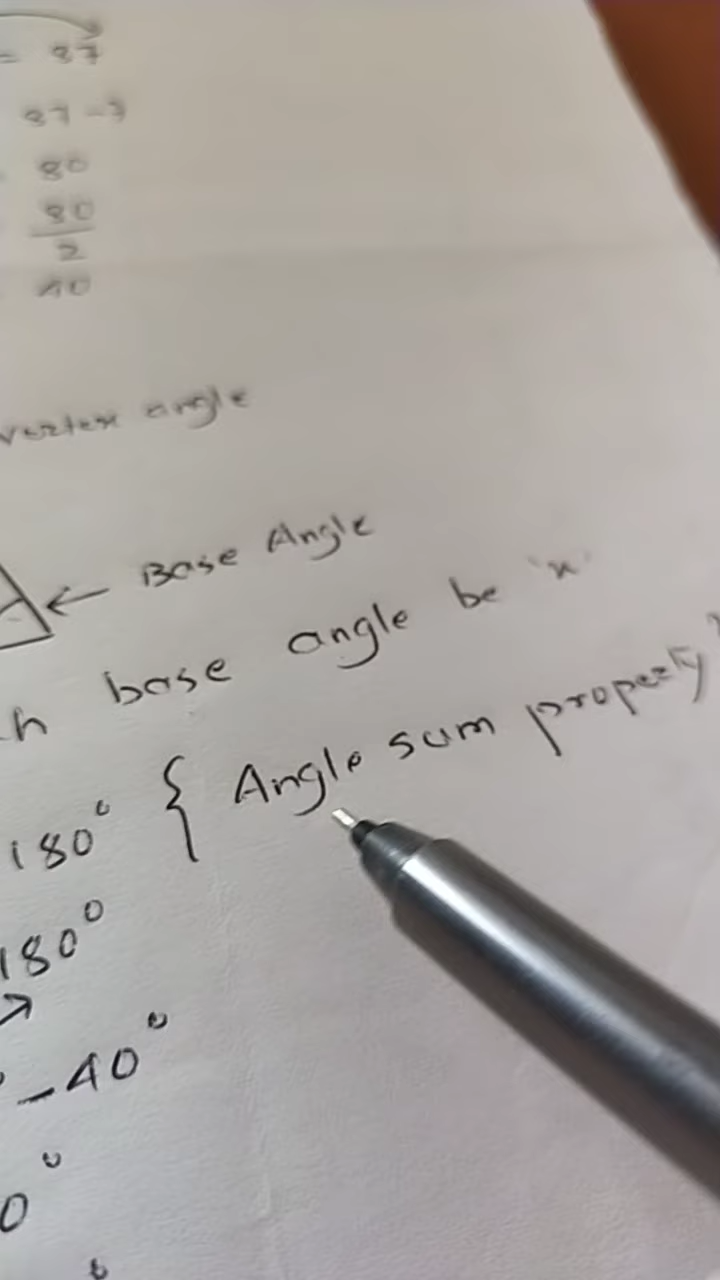 = 87
87 - 7
80
80
2
40
vertex angle
← Base Angle
base angle be 'x'
180° { Angle sum property }
180°
- 40°
0°